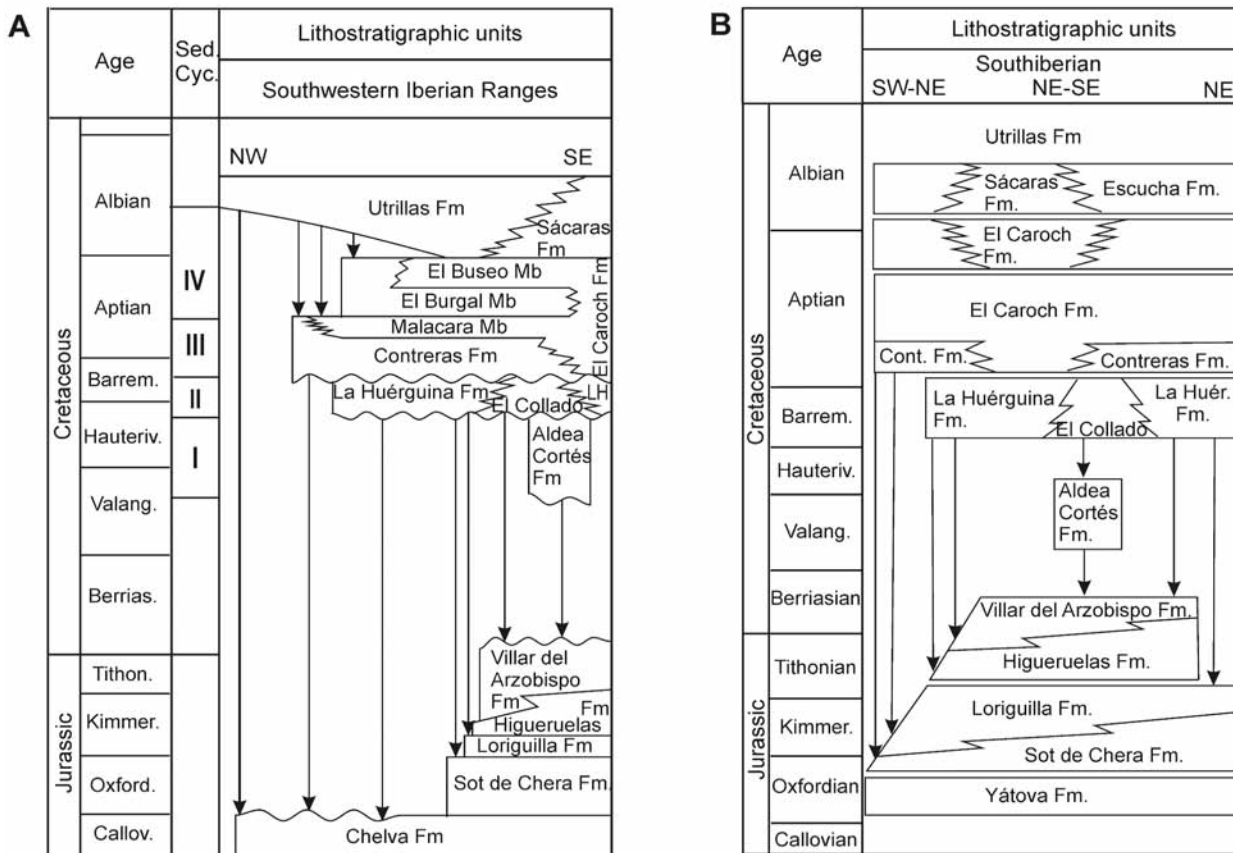 A
Age
Sed.
Cyc.
Lithostratigraphic units
Southwestern Iberian Ranges
Cretaceous
Jurassic
Albian
Aptian
Barrem.
Hauteriv.
Valang.
Berrias.
Tithon.
Kimmer.
Oxford.
Callov.
IV
III
II
I
NW
SE
Utrillas Fm
Sácaras
Fm
El Buseo Mb
El Burgal Mb
El Caroch Fm
Malacara Mb
Contreras Fm
La Huérguina Fm
El Collado
LH
Aldea
Cortés
Fm
Villar del
Arzobispo
Fm
Fm
Higueruelas
Loriguilla Fm
Sot de Chera Fm.
Chelva Fm
B
Age
Lithostratigraphic units
Southiberian
SW-NE
NE-SE
NE
Cretaceous
Jurassic
Albian
Aptian
Barrem.
Hauteriv.
Valang.
Berriasian
Tithonian
Kimmer.
Oxfordian
Callovian
Utrillas Fm
Sácaras
Fm.
Escucha Fm.
El Caroch
Fm.
El Caroch Fm.
Cont. Fm.
Contreras Fm.
La Huérguina
Fm.
El Collado
La Huér.
Fm.
Aldea
Cortés
Fm.
Villar del Arzobispo Fm.
Higueruelas Fm.
Loriguilla Fm.
Sot de Chera Fm.
Yátova Fm.